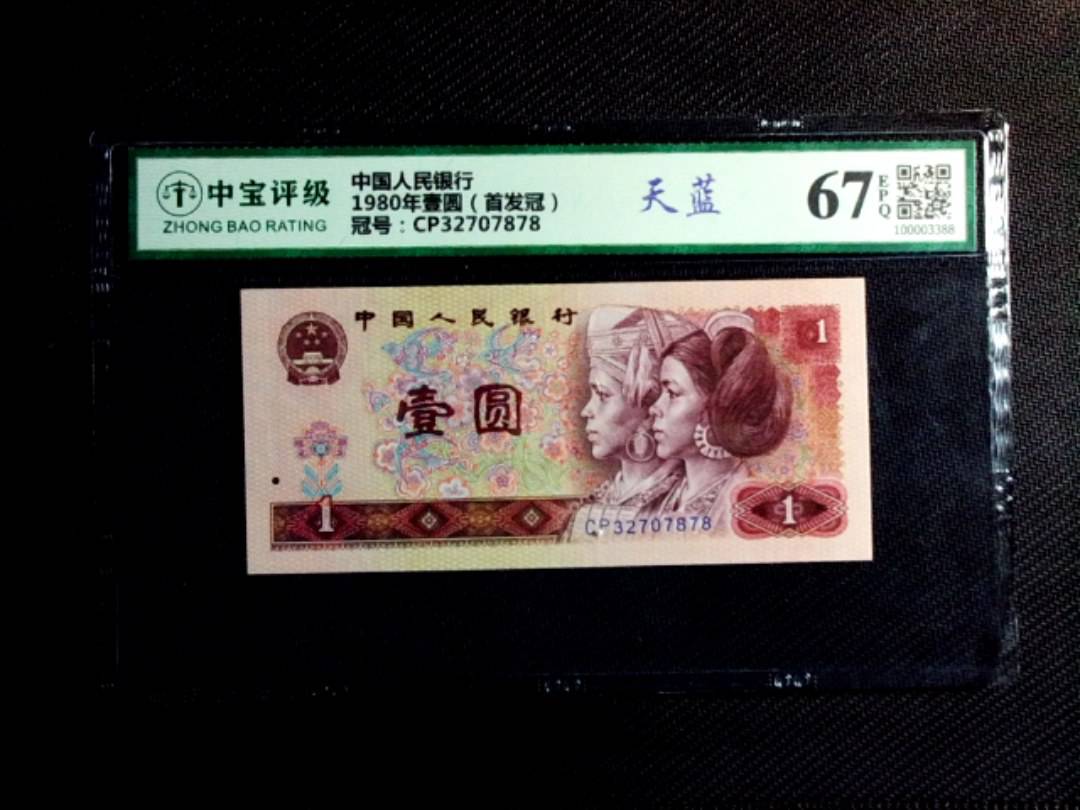 中宝评级
ZHONG BAO RATING
中国人民银行
1980年壹圆（首发冠）
冠号：CP32707878
天蓝
67
EPQ
100003388
中国人民银行
壹圆
1
1
CP32707878
1